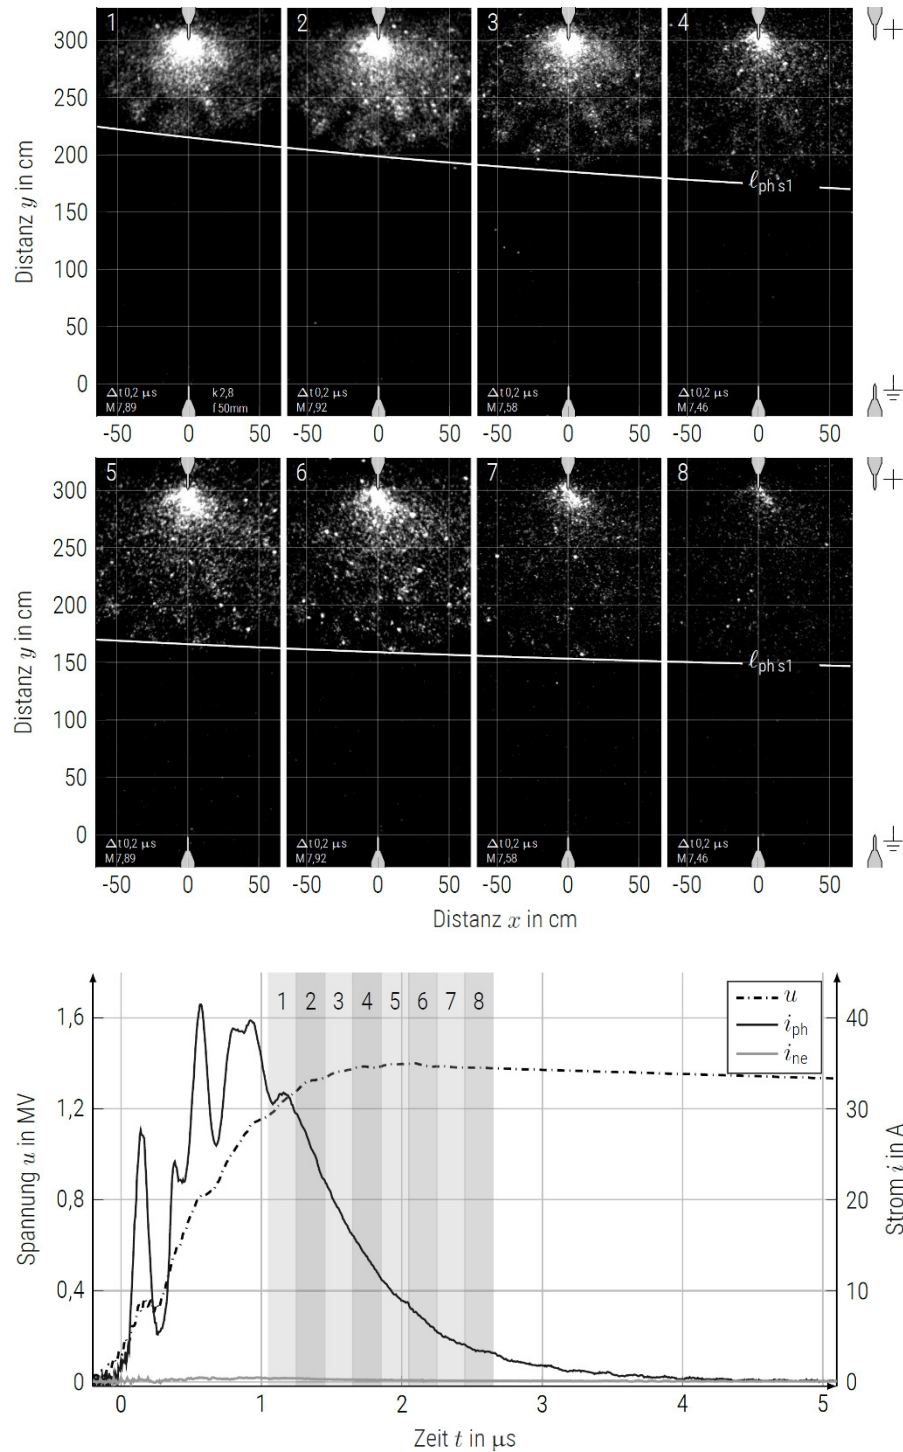 1 2 3 4
300
250
200
150
100
50
0
Distanz y in cm
+
ℓph s1
Δt 0,2 μs k 2,8
M 7,89 f 50mm
Δt 0,2 μs
M 7,92
Δt 0,2 μs
M 7,58
Δt 0,2 μs
M 7,46
-50 0 50 -50 0 50 -50 0 50 -50 0 50
5 6 7 8
300
250
200
150
100
50
0
Distanz y in cm
+
ℓph s1
Δt 0,2 μs
M 7,89
Δt 0,2 μs
M 7,92
Δt 0,2 μs
M 7,58
Δt 0,2 μs
M 7,46
-50 0 50 -50 0 50 -50 0 50 -50 0 50
Distanz x in cm
1 2 3 4 5 6 7 8
u
iph
ine
1,6
1,2
0,8
0,4
0
Spannung u in MV
40
30
20
10
0
Strom i in A
0 1 2 3 4 5
Zeit t in μs